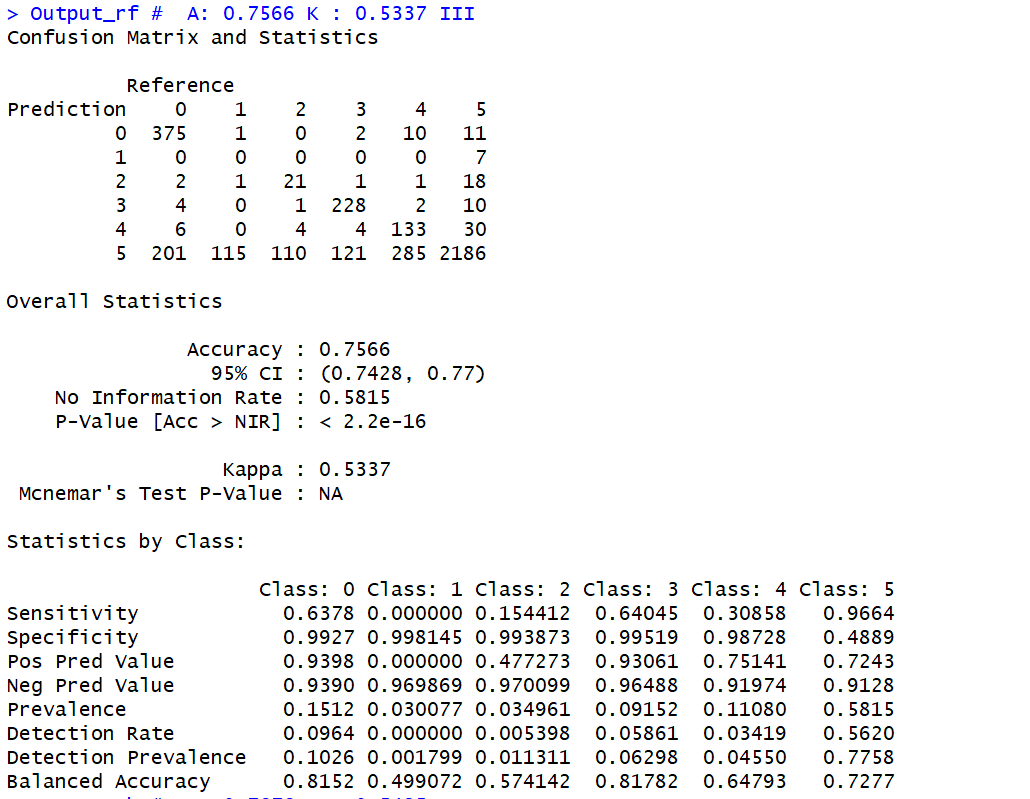 > Output_rf #  A: 0.7566 K : 0.5337 III
Confusion Matrix and Statistics
Reference
Prediction    0    1    2    3    4    5
0  375    1    0    2   10   11
1    0    0    0    0    0    7
2    2    1   21    1    1   18
3    4    0    1  228    2   10
4    6    0    4    4  133   30
5  201  115  110  121  285 2186
Overall Statistics
Accuracy : 0.7566
95% CI : (0.7428, 0.77)
No Information Rate : 0.5815
P-Value [Acc > NIR] : < 2.2e-16
Kappa : 0.5337
Mcnemar's Test P-Value : NA
Statistics by Class:
Class: 0 Class: 1 Class: 2 Class: 3 Class: 4 Class: 5
Sensitivity            0.6378 0.000000 0.154412  0.64045  0.30858   0.9664
Specificity            0.9927 0.998145 0.993873  0.99519  0.98728   0.4889
Pos Pred Value         0.9398 0.000000 0.477273  0.93061  0.75141   0.7243
Neg Pred Value         0.9390 0.969869 0.970099  0.96488  0.91974   0.9128
Prevalence             0.1512 0.030077 0.034961  0.09152  0.11080   0.5815
Detection Rate         0.0964 0.000000 0.005398  0.05861  0.03419   0.5620
Detection Prevalence   0.1026 0.001799 0.011311  0.06298  0.04550   0.7758
Balanced Accuracy      0.8152 0.499072 0.574142  0.81782  0.64793   0.7277